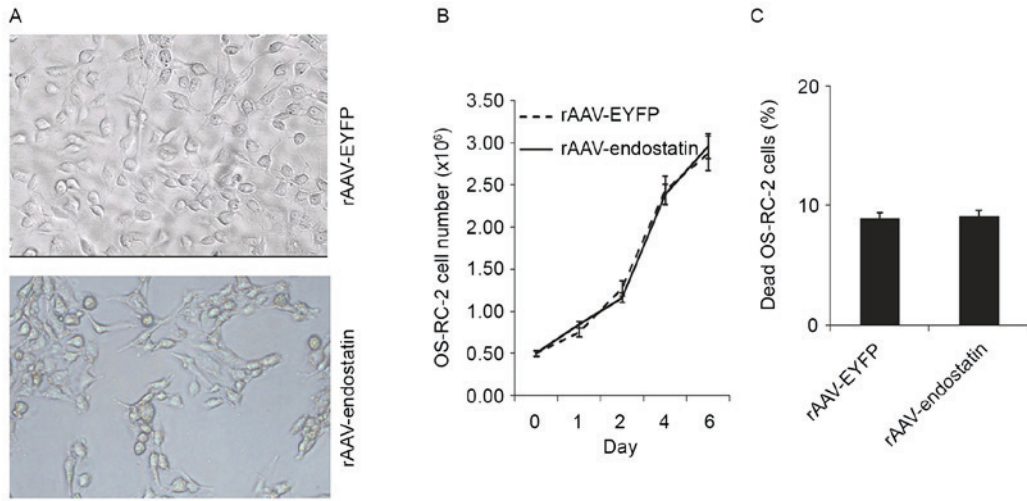 A
rAAV-EYFP
rAAV-endostatin
B
OS-RC-2 cell number (x10⁶)
3.50
3.00
2.50
2.00
1.50
1.00
0.50
0.00
rAAV-EYFP
rAAV-endostatin
0 1 2 4 6
Day
C
Dead OS-RC-2 cells (%)
20
10
0
rAAV-EYFP
rAAV-endostatin